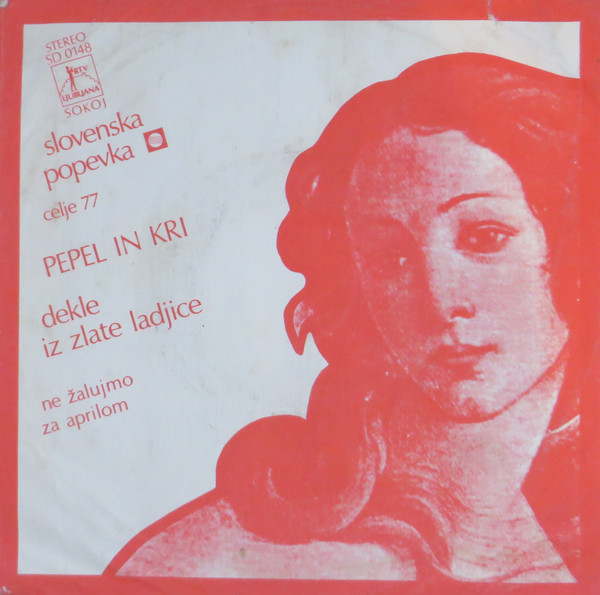 STEREO
SD 0148
RTV
LJUBLJANA
SOKOJ
slovenska
popevka
celje 77
PEPEL IN KRI
dekle
iz zlate ladjice
ne žalujmo
za aprilom